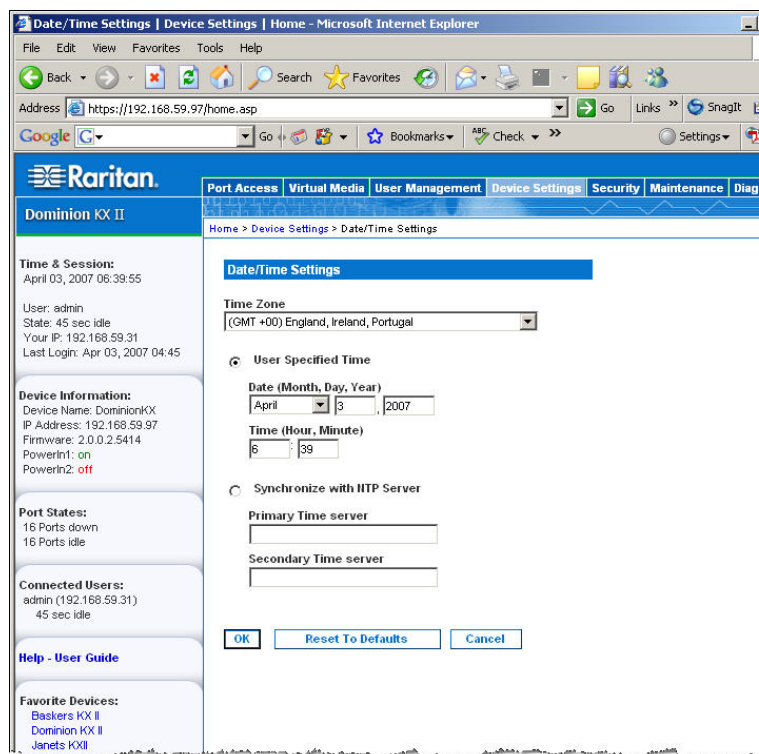 Date/Time Settings | Device Settings | Home - Microsoft Internet Explorer
File Edit View Favorites Tools Help
Back Search Favorites
Address https://192.168.59.97/home.asp Go Links » SnagIt
Google G Go Bookmarks ABC Check » Settings
Raritan.
Port Access Virtual Media User Management Device Settings Security Maintenance Diag
Dominion KX II
Home > Device Settings > Date/Time Settings
Time & Session:
April 03, 2007 06:39:55
User: admin
State: 45 sec idle
Your IP: 192.168.59.31
Last Login: Apr 03, 2007 04:45
Device Information:
Device Name: DominionKX
IP Address: 192.168.59.97
Firmware: 2.0.0.2.5414
PowerIn1: on
PowerIn2: off
Port States:
16 Ports down
16 Ports idle
Connected Users:
admin (192.168.59.31)
45 sec idle
Help - User Guide
Favorite Devices:
Baskers KX II
Dominion KX II
Janets KXII
Date/Time Settings
Time Zone
(GMT +00) England, Ireland, Portugal
User Specified Time
Date (Month, Day, Year)
April 3 , 2007
Time (Hour, Minute)
6 : 39
Synchronize with NTP Server
Primary Time server
Secondary Time server
OK Reset To Defaults Cancel